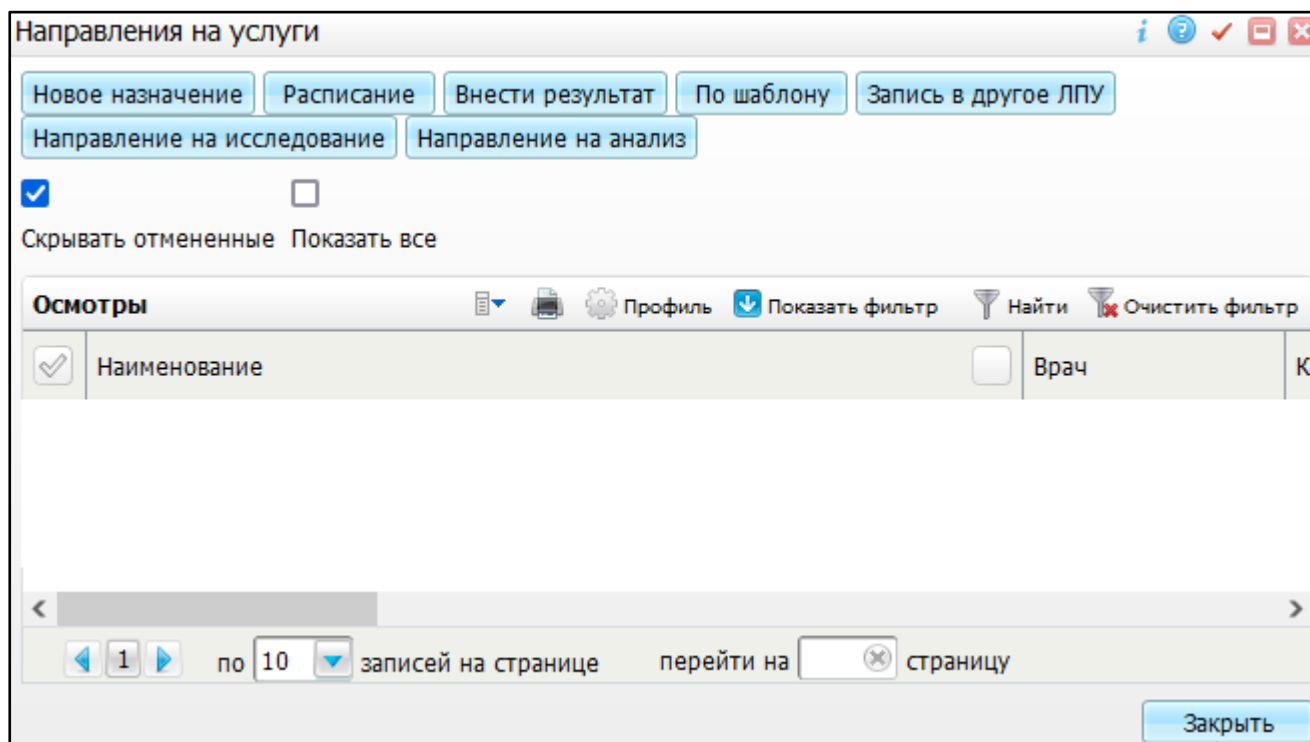 Направления на услуги
Новое назначение Расписание Внести результат По шаблону Запись в другое ЛПУ
Направление на исследование Направление на анализ
Скрывать отмененные Показать все
Осмотры Профиль Показать фильтр Найти Очистить фильтр
Наименование Врач К
1 по 10 записей на странице перейти на страницу
Закрыть